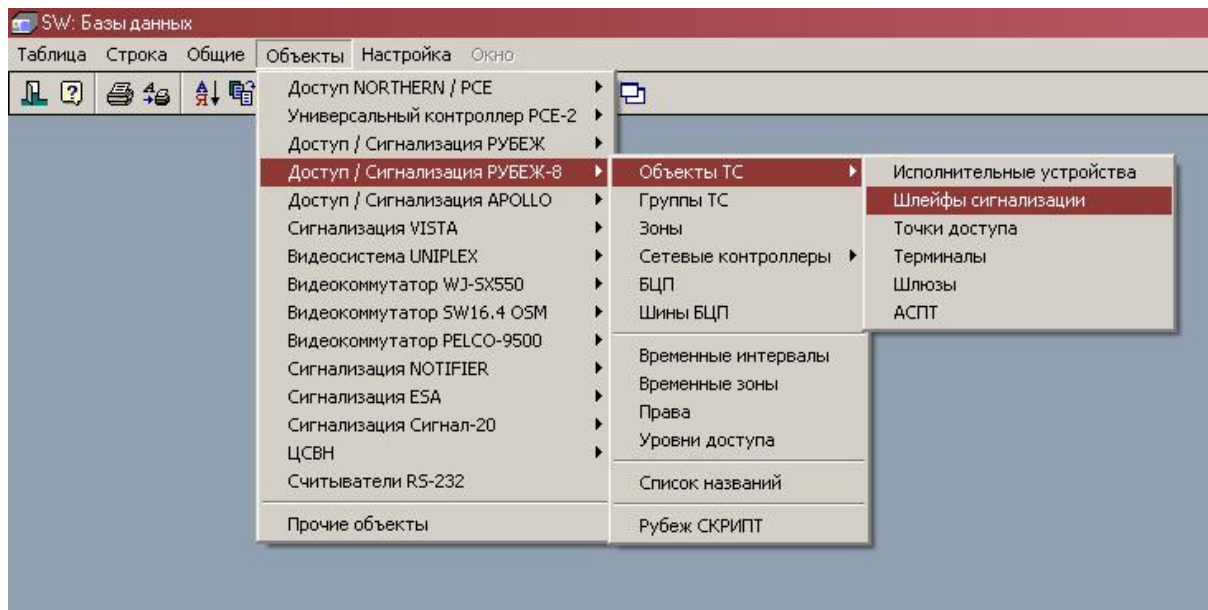 SW: Базы данных
Таблица Строка Общие Объекты Настройка Окно
Доступ NORTHERN / PCE
Универсальный контроллер PCE-2
Доступ / Сигнализация РУБЕЖ
Доступ / Сигнализация РУБЕЖ-8
Доступ / Сигнализация APOLLO
Сигнализация VISTA
Видеосистема UNIPLEX
Видеокоммутатор WJ-SX550
Видеокоммутатор SW16.4 OSM
Видеокоммутатор PELCO-9500
Сигнализация NOTIFIER
Сигнализация ESA
Сигнализация Сигнал-20
ЦСВН
Считыватели RS-232
Прочие объекты
Объекты ТС
Группы ТС
Зоны
Сетевые контроллеры
БЦП
Шины БЦП
Временные интервалы
Временные зоны
Права
Уровни доступа
Список названий
Рубеж СКРИПТ
Исполнительные устройства
Шлейфы сигнализации
Точки доступа
Терминалы
Шлюзы
АСПТ